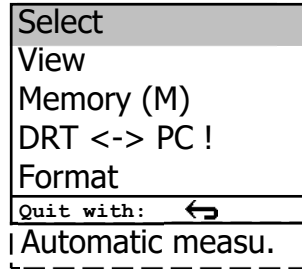 Select
View
Memory (M)
DRT <-> PC !
Format
Quit with: ↩
Automatic measu.